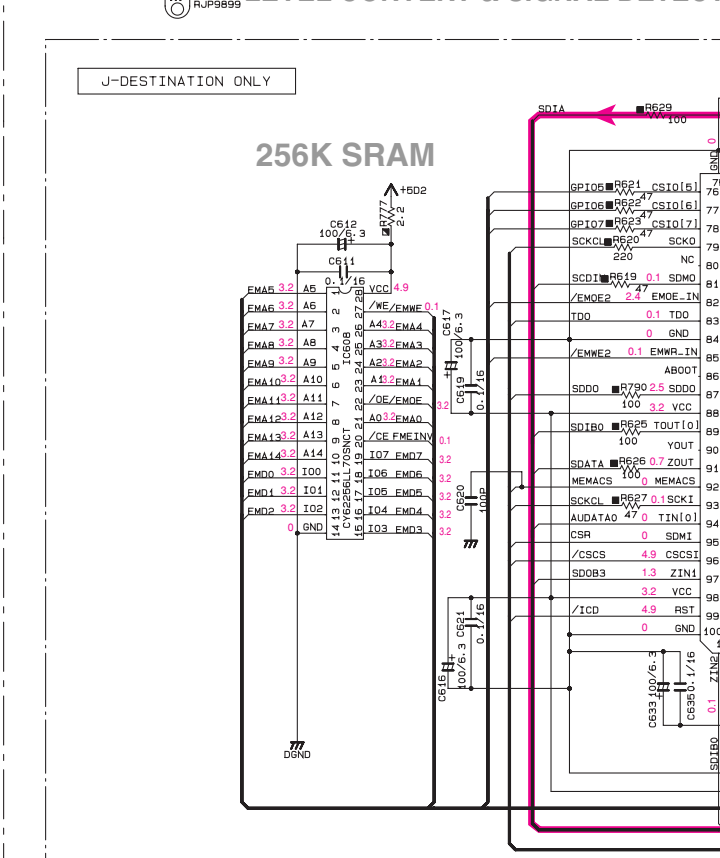 RJP9899
J-DESTINATION ONLY
256K SRAM
+5D2
R777
2.2
C612
100/6.3
C611
0.1/16
EMA5 3.2 A5 1 28 VCC 4.9
EMA6 3.2 A6 2 27 /WE /EMWE 0.1
EMA7 3.2 A7 3 26 A4 3.2 EMA4
EMA8 3.2 A8 4 25 A3 3.2 EMA3
EMA9 3.2 A9 5 24 A2 3.2 EMA2
EMA10 3.2 A10 6 23 A1 3.2 EMA1
EMA11 3.2 A11 7 22 /OE /EMOE 3.2
EMA12 3.2 A12 8 21 A0 3.2 EMA0
EMA13 3.2 A13 9 20 /CE FMEINV 0.1
EMA14 3.2 A14 10 19 IO7 EMD7 3.2
EMD0 3.2 IO0 11 18 IO6 EMD6 3.2
EMD1 3.2 IO1 12 17 IO5 EMD5 3.2
EMD2 3.2 IO2 13 16 IO4 EMD4 3.2
0 GND 14 15 IO3 EMD3 3.2
IC608
CY62256LL70SNCT
DGND
C617
100/6.3
C619
0.1/16
C620
100P
C621
0.1/16
C616
100/6.3
SDIA R629
100
0
GND
GPIO5 R621 CSIO[5] 76
47
GPIO6 R622 CSIO[6] 77
47
GPIO7 R623 CSIO[7] 78
47
SCKCL R620 SCKO 79
220
NC 80
R619 0.1 SDMO 81
47
/EMOE2 2.4 EMOE_IN 82
TDO 0.1 TDO 83
0 GND 84
/EMWE2 0.1 EMWR_IN 85
ABOOT 86
SDDO R790 2.5 SDDO 87
100
3.2 VCC 88
SDIBO R625 TOUT[0] 89
100
YOUT 90
SDATA R626 0.7 ZOUT 91
100
MEMACS 0 MEMACS 92
SCKCL R627 0.1 SCKI 93
47
AUDATA0 0 TIN[0] 94
CSR 0 SDMI 95
/CSCS 4.9 CSCSI 96
SDOB3 1.3 ZIN1 97
3.2 VCC 98
/ICD 4.9 RST 99
0 GND 100
C633
100/6.3
C635
0.1/16
ZIN2
0.1
SDIBO